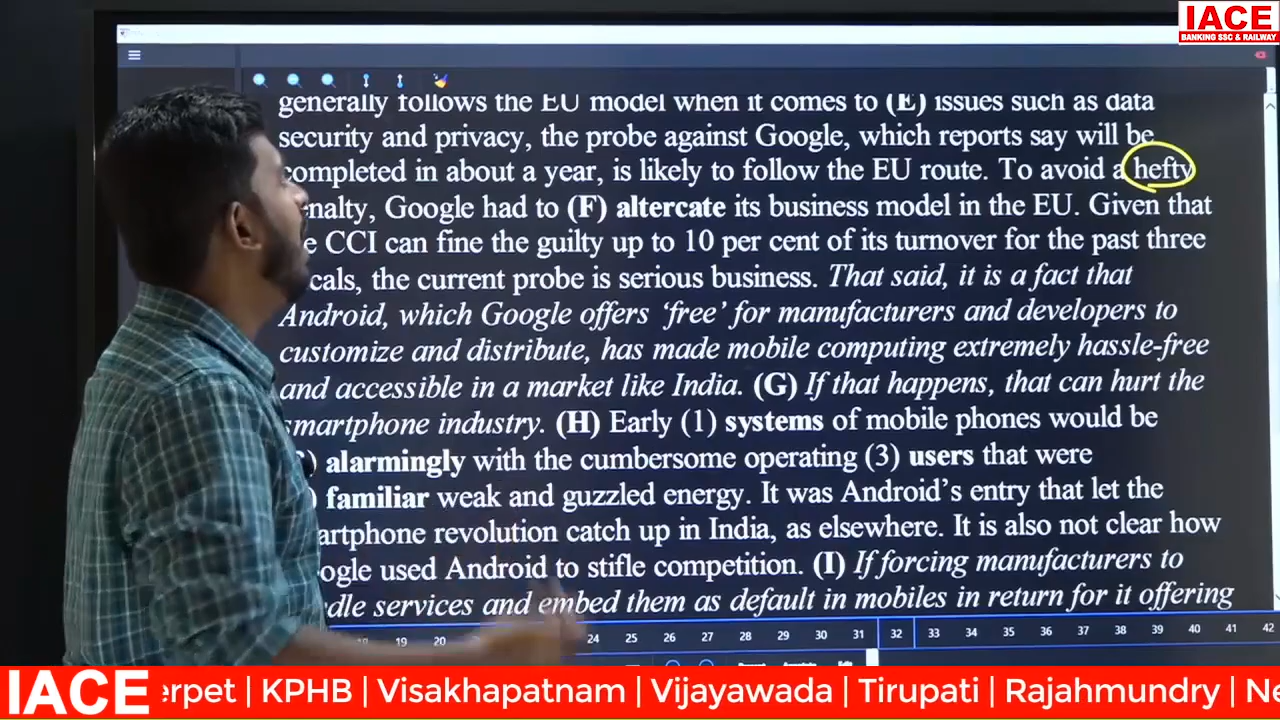 IACE
BANKING SSC & RAILWAY
generally follows the EU model when it comes to (E) issues such as data
security and privacy, the probe against Google, which reports say will be
completed in about a year, is likely to follow the EU route. To avoid a hefty
penalty, Google had to (F) altercate its business model in the EU. Given that
CCI can fine the guilty up to 10 per cent of its turnover for the past three
the current probe is serious business. That said, it is a fact that
Android, which Google offers ‘free’ for manufacturers and developers to
customize and distribute, has made mobile computing extremely hassle-free
and accessible in a market like India. (G) If that happens, that can hurt the
smartphone industry. (H) Early (1) systems of mobile phones would be
alarmingly with the cumbersome operating (3) users that were
familiar weak and guzzled energy. It was Android’s entry that let the
smartphone revolution catch up in India, as elsewhere. It is also not clear how
Google used Android to stifle competition. (I) If forcing manufacturers to
services and embed them as default in mobiles in return for it offering
19 20 24 25 26 27 28 29 30 31 32 33 34 35 36 37 38 39 40 41 42
IACE
| KPHB | Visakhapatnam | Vijayawada | Tirupati | Rajahmundry |